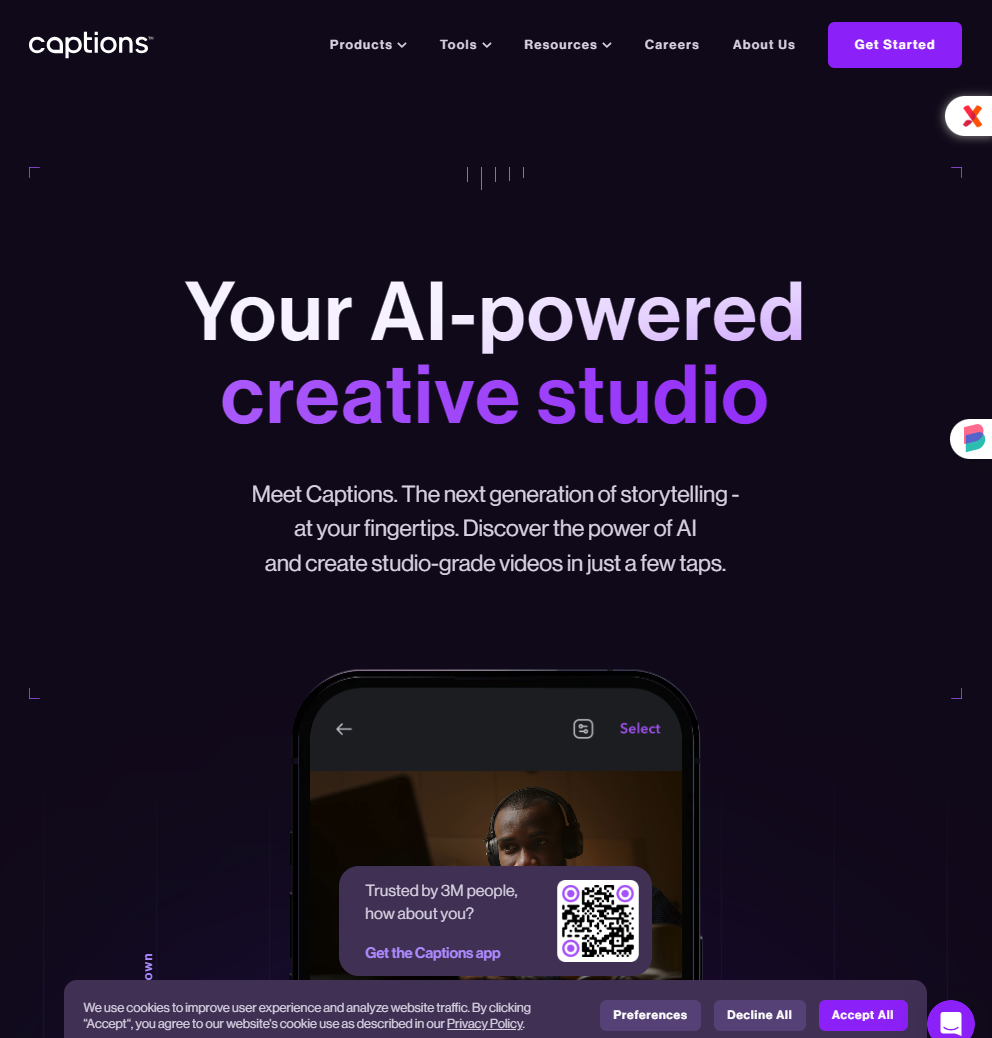 captions™
Products
Tools
Resources
Careers
About Us
Get Started
Your AI-powered
creative studio
Meet Captions. The next generation of storytelling -
at your fingertips. Discover the power of AI
and create studio-grade videos in just a few taps.
Select
Trusted by 3M people,
how about you?
Get the Captions app
own
We use cookies to improve user experience and analyze website traffic. By clicking
“Accept“, you agree to our website's cookie use as described in our Privacy Policy.
Preferences
Decline All
Accept All